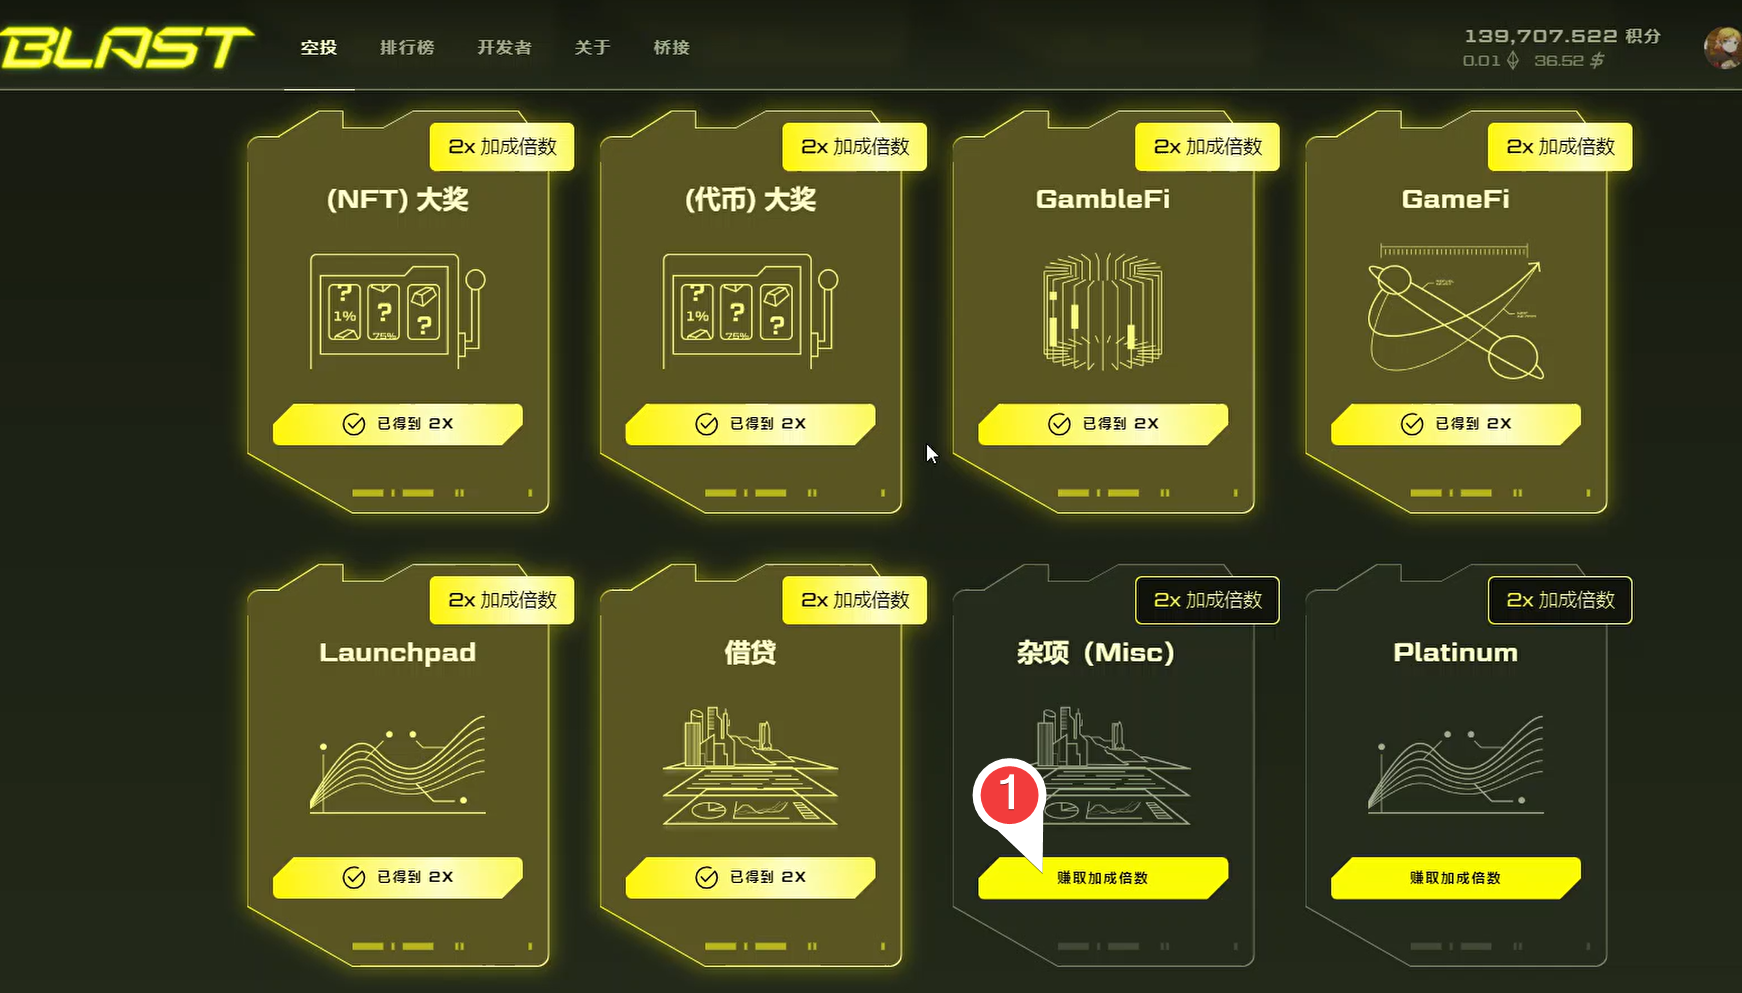 BLAST
空投
排行榜
开发者
关于
桥接
139,707.522 积分
0.01 36.52 $
2x 加成倍数
(NFT) 大奖
?
1%
?
75%
?
已得到 2X
2x 加成倍数
(代币) 大奖
?
1%
?
75%
?
已得到 2X
2x 加成倍数
GambleFi
已得到 2X
2x 加成倍数
GameFi
已得到 2X
2x 加成倍数
Launchpad
已得到 2X
2x 加成倍数
借贷
已得到 2X
2x 加成倍数
杂项（Misc）
1
赚取加成倍数
2x 加成倍数
Platinum
赚取加成倍数